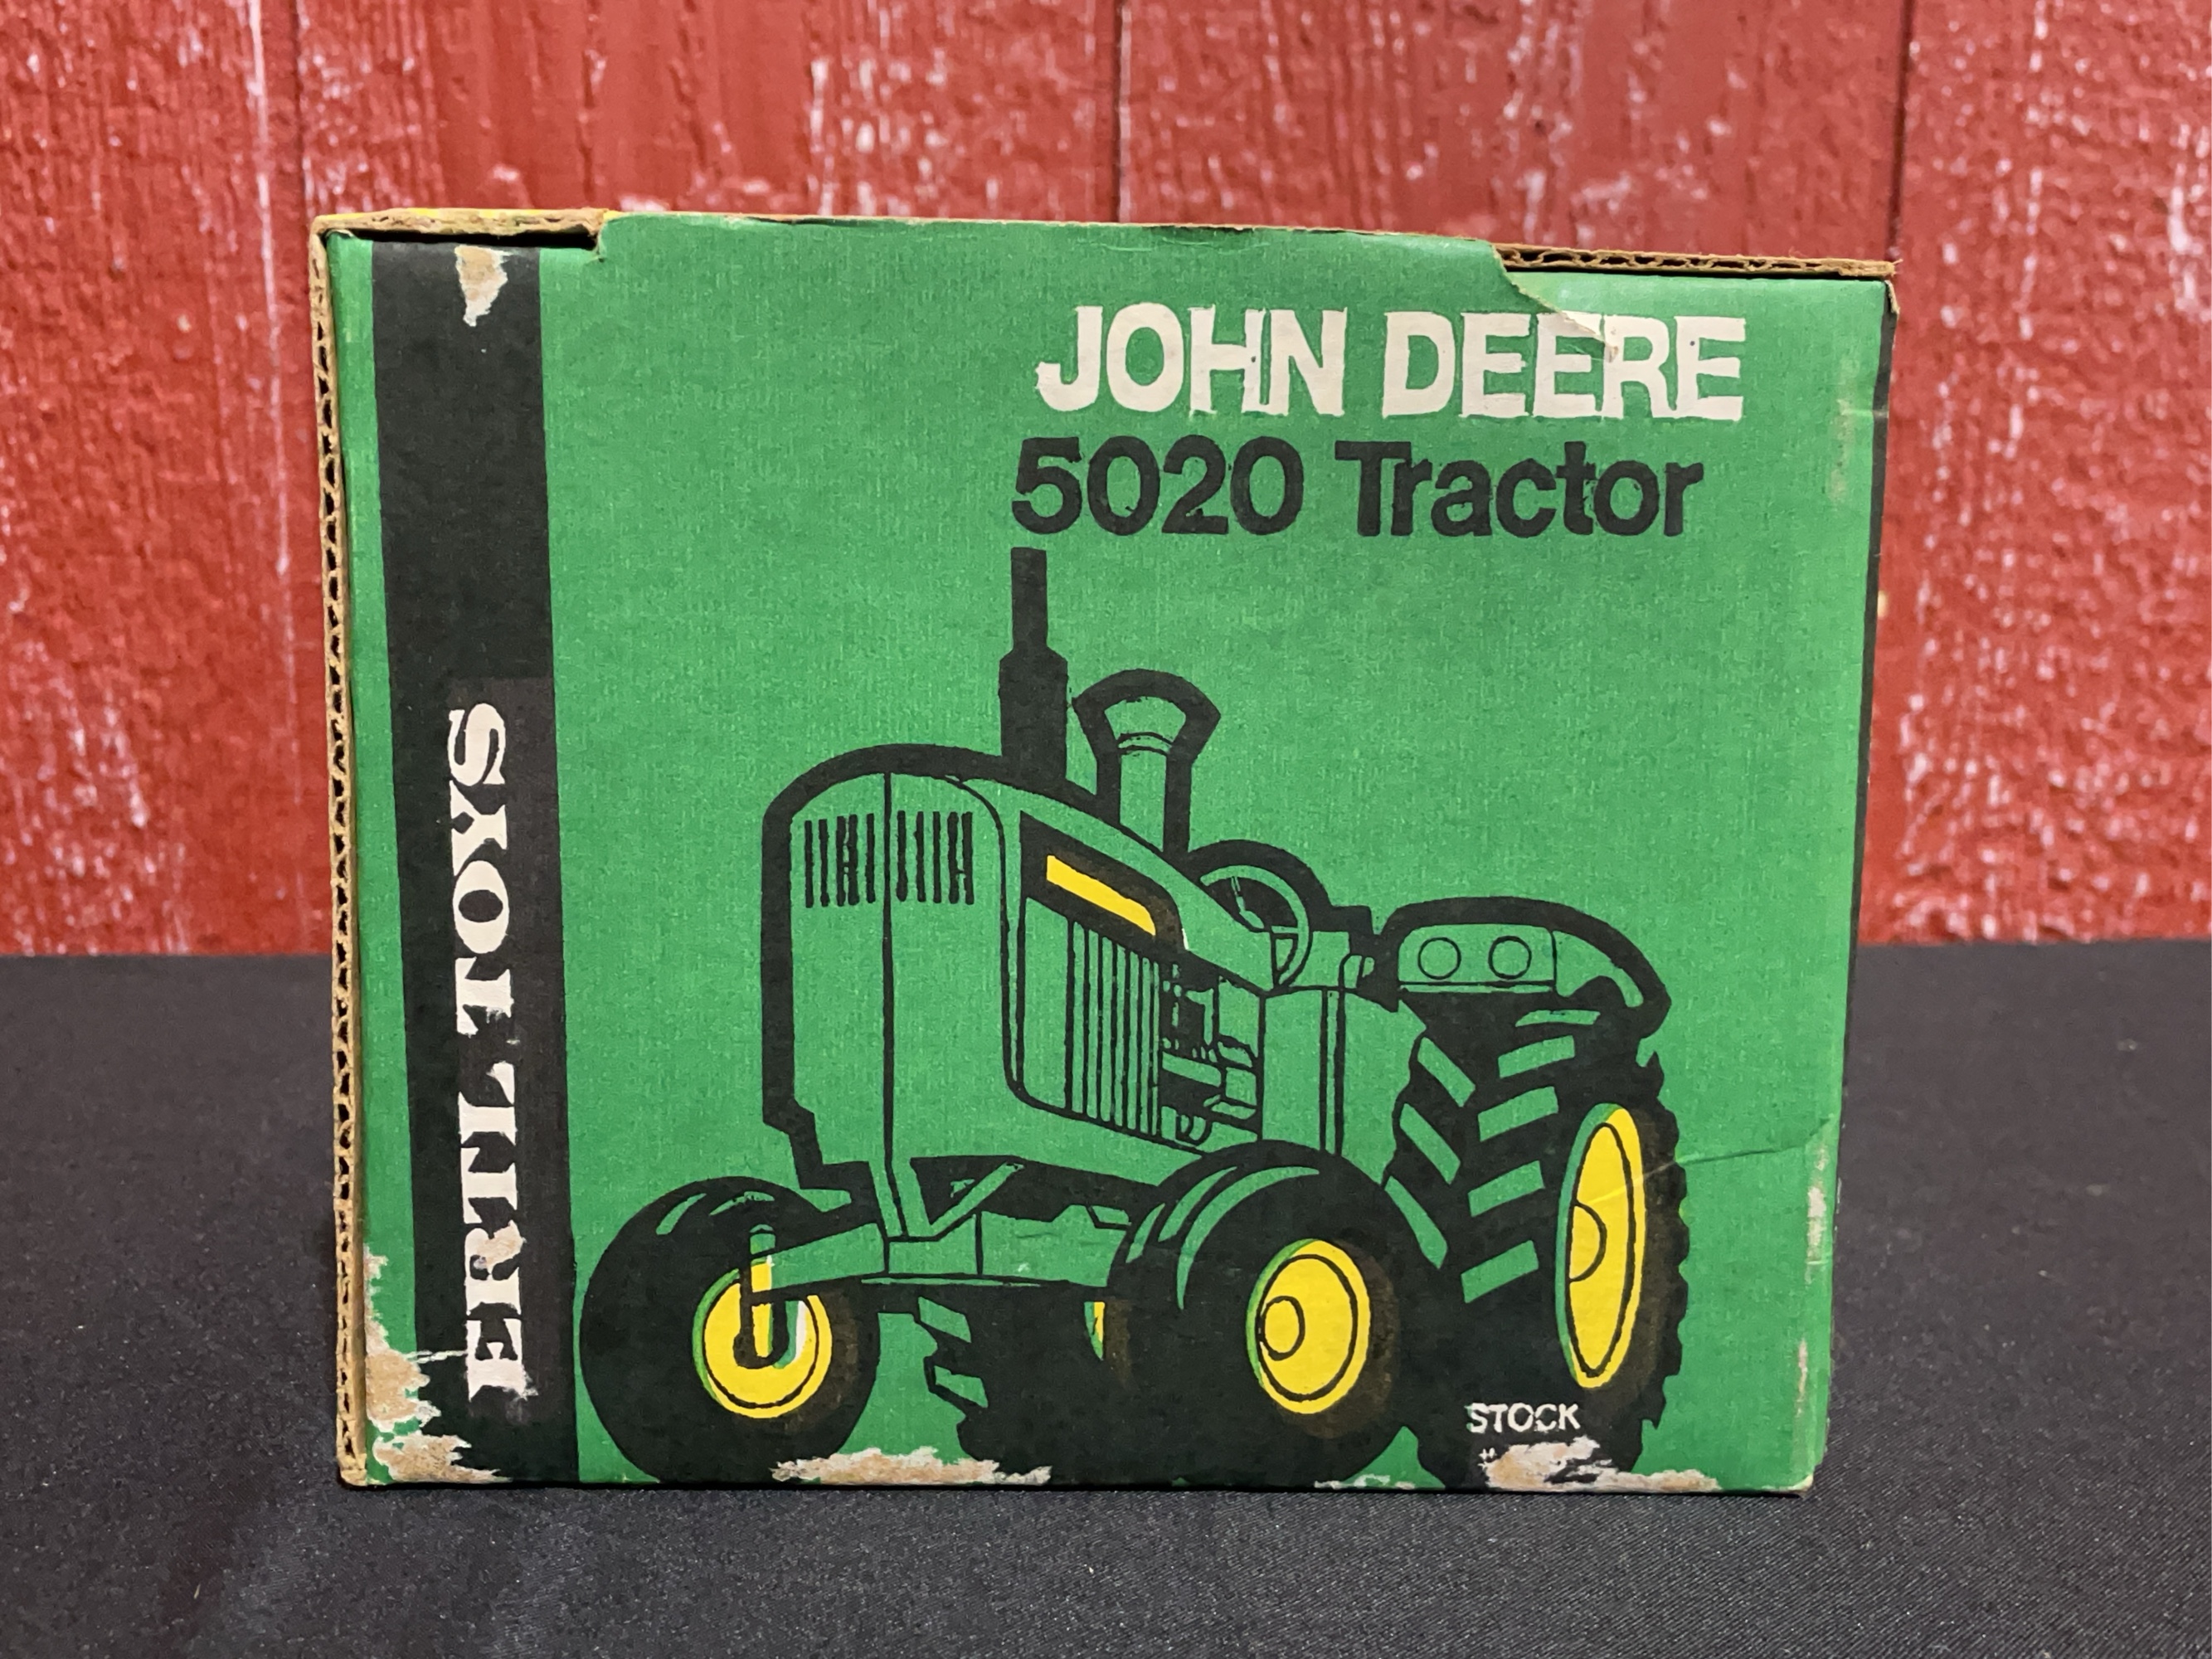 JOHN DEERE
5020 Tractor
ERTL TOYS
STOCK
#